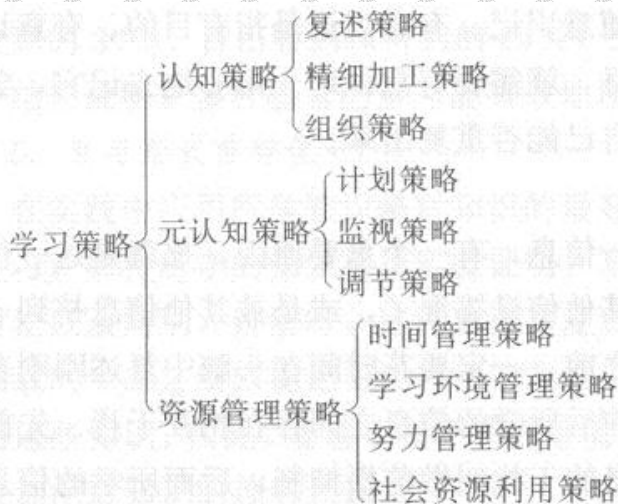 学习策略
认知策略
复述策略
精细加工策略
组织策略
元认知策略
计划策略
监视策略
调节策略
资源管理策略
时间管理策略
学习环境管理策略
努力管理策略
社会资源利用策略